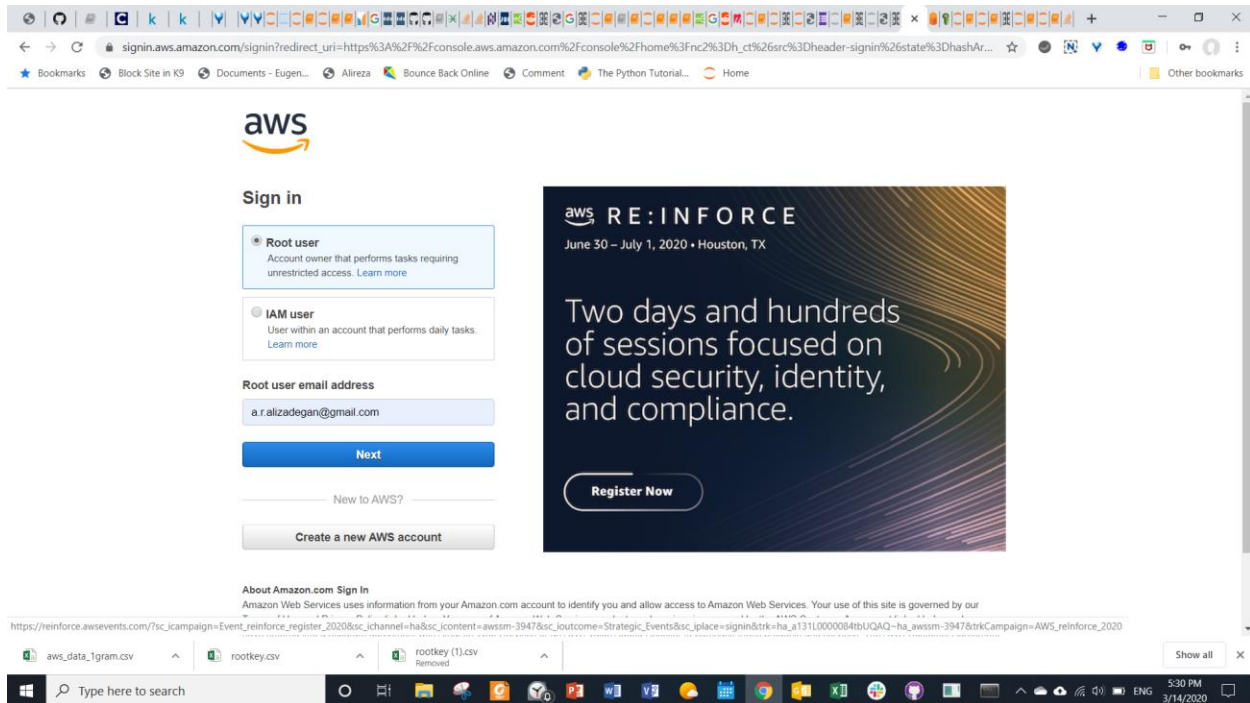 signin.aws.amazon.com/signin?redirect_uri=https%3A%2F%2Fconsole.aws.amazon.com%2Fconsole%2Fhome%3Fnc2%3Dh_ct%26src%3Dheader-signin%26state%3DhashAr...
Bookmarks Block Site in K9 Documents - Eugen... Alireza Bounce Back Online Comment The Python Tutorial... Home Other bookmarks
aws
Sign in
Root user
Account owner that performs tasks requiring
unrestricted access. Learn more
IAM user
User within an account that performs daily tasks.
Learn more
Root user email address
a.r.alizadegan@gmail.com
Next
New to AWS?
Create a new AWS account
aws RE:INFORCE
June 30 – July 1, 2020 • Houston, TX
Two days and hundreds
of sessions focused on
cloud security, identity,
and compliance.
Register Now
About Amazon.com Sign In
Amazon Web Services uses information from your Amazon.com account to identify you and allow access to Amazon Web Services. Your use of this site is governed by our
https://reinforce.awsevents.com/?sc_icampaign=Event_reinforce_register_2020&sc_ichannel=ha&sc_icontent=awssm-3947&sc_ioutcome=Strategic_Events&sc_iplace=signin&trk=ha_a131L0000084tbUQAQ~ha_awssm-3947&trkCampaign=AWS_reInforce_2020
aws_data_1gram.csv rootkey.csv rootkey (1).csv Show all
Removed
Type here to search ENG 5:30 PM
3/14/2020